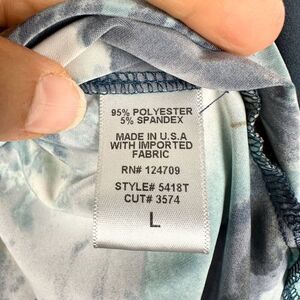 95% POLYESTER
5% SPANDEX
MADE IN U.S.A
WITH IMPORTED
FABRIC
RN# 124709
STYLE# 5418T
CUT# 3574
L